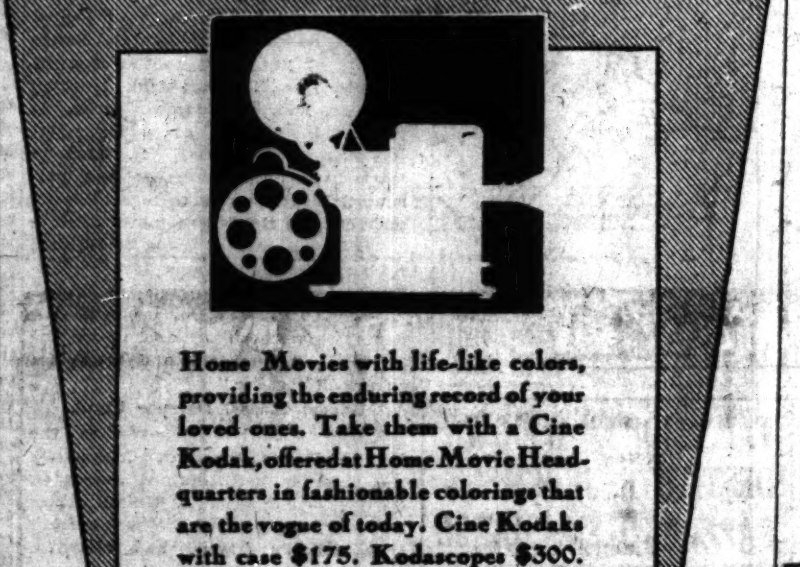 Home Movies with life-like colors,
providing the enduring record of your
loved ones. Take them with a Cine
Kodak, offered at Home Movie Head-
quarters in fashionable colorings that
are the vogue of today. Cine Kodaks
with case $175. Kodascopes $300.